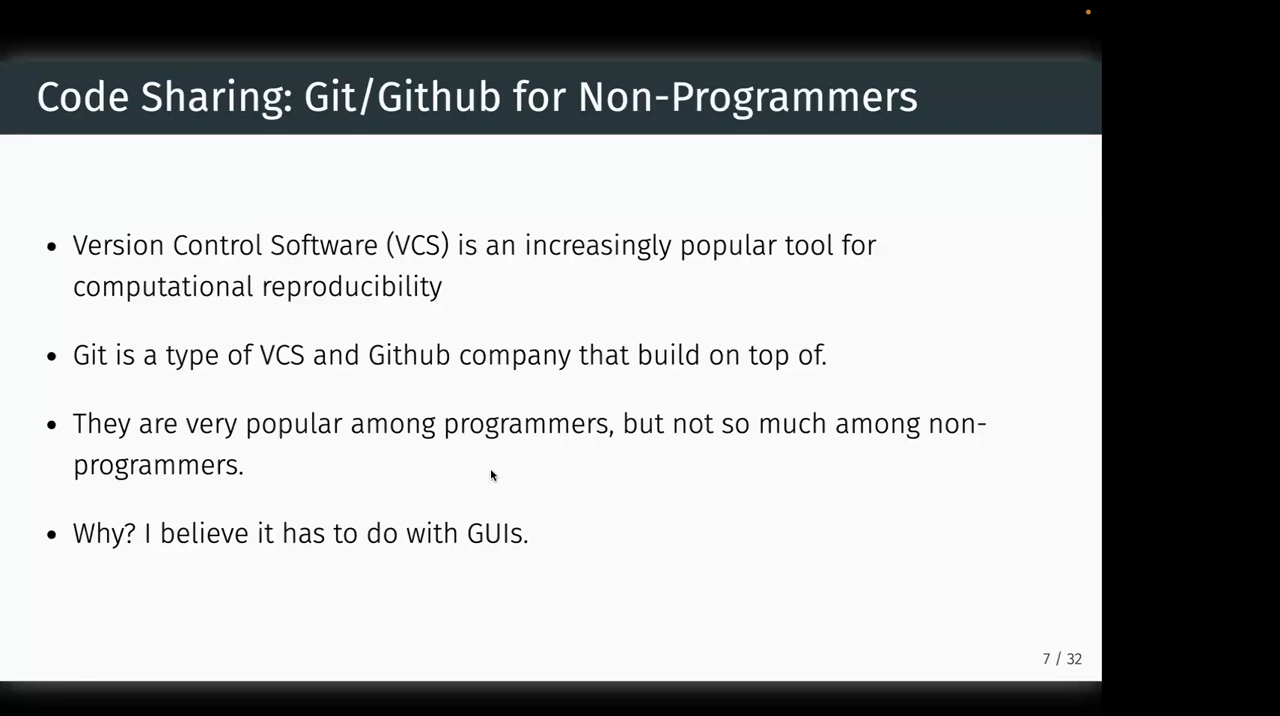 Code Sharing: Git/Github for Non-Programmers
• Version Control Software (VCS) is an increasingly popular tool for
computational reproducibility
• Git is a type of VCS and Github company that build on top of.
• They are very popular among programmers, but not so much among non-
programmers.
• Why? I believe it has to do with GUIs.
7 / 32